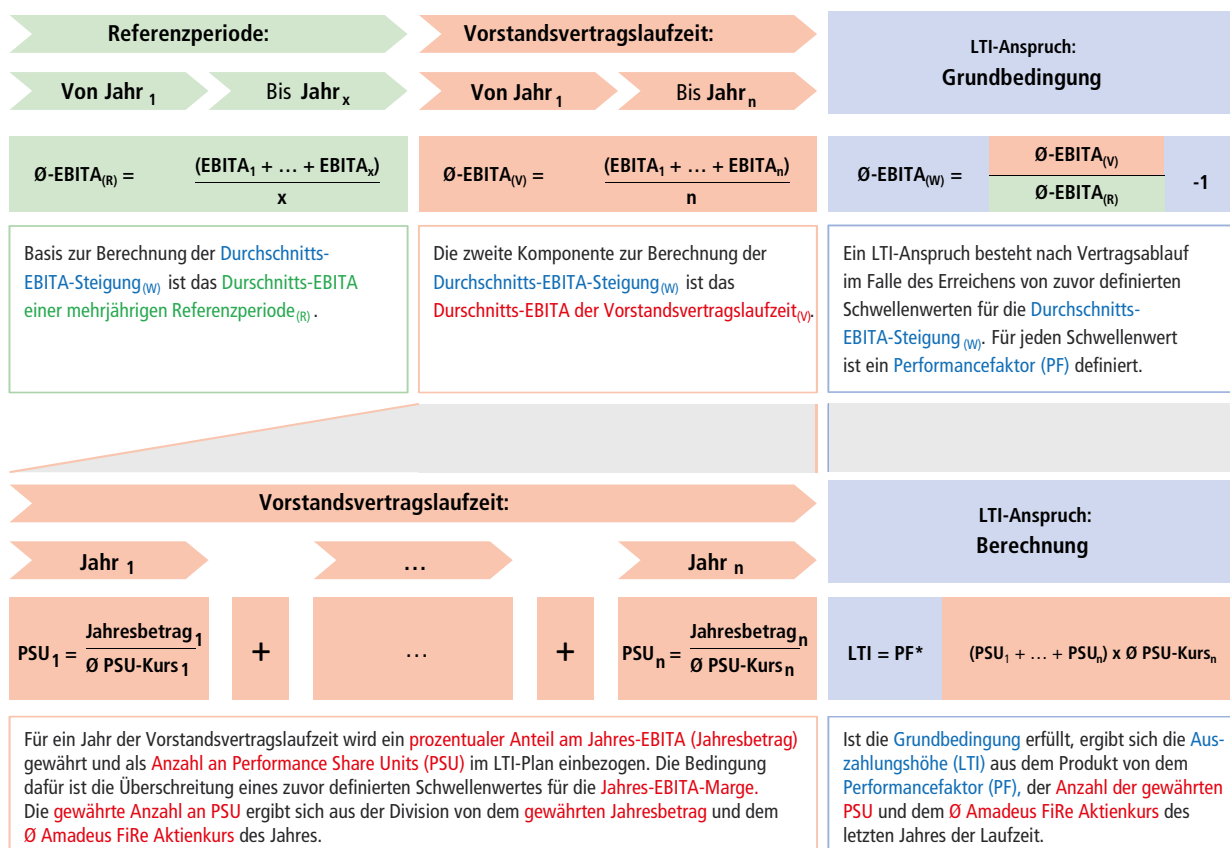 Referenzperiode:
Von Jahr 1
Bis Jahr x
Ø-EBITA(R) =
(EBITA1 + … + EBITAx)
x
Basis zur Berechnung der Durchschnitts-
EBITA-Steigung(W) ist das Durschnitts-EBITA
einer mehrjährigen Referenzperiode(R) .
Vorstandsvertragslaufzeit:
Von Jahr 1
Bis Jahr n
Ø-EBITA(V) =
(EBITA1 + … + EBITAn)
n
Die zweite Komponente zur Berechnung der
Durchschnitts-EBITA-Steigung(W) ist das
Durschnitts-EBITA der Vorstandsvertragslaufzeit(V).
LTI-Anspruch:
Grundbedingung
Ø-EBITA(W) =
Ø-EBITA(V)
Ø-EBITA(R)
-1
Ein LTI-Anspruch besteht nach Vertragsablauf
im Falle des Erreichens von zuvor definierten
Schwellenwerten für die Durchschnitts-
EBITA-Steigung (W). Für jeden Schwellenwert
ist ein Performancefaktor (PF) definiert.
Vorstandsvertragslaufzeit:
Jahr 1
…
Jahr n
PSU1 =
Jahresbetrag1
Ø PSU-Kurs1
+
…
+
PSUn =
Jahresbetragn
Ø PSU-Kursn
Für ein Jahr der Vorstandsvertragslaufzeit wird ein prozentualer Anteil am Jahres-EBITA (Jahresbetrag)
gewährt und als Anzahl an Performance Share Units (PSU) im LTI-Plan einbezogen. Die Bedingung
dafür ist die Überschreitung eines zuvor definierten Schwellenwertes für die Jahres-EBITA-Marge.
Die gewährte Anzahl an PSU ergibt sich aus der Division von dem gewährten Jahresbetrag und dem
Ø Amadeus FiRe Aktienkurs des Jahres.
LTI-Anspruch:
Berechnung
LTI = PF*
(PSU1 + … + PSUn) x Ø PSU-Kursn
Ist die Grundbedingung erfüllt, ergibt sich die Aus-
zahlungshöhe (LTI) aus dem Produkt von dem
Performancefaktor (PF), der Anzahl der gewährten
PSU und dem Ø Amadeus FiRe Aktienkurs des
letzten Jahres der Laufzeit.